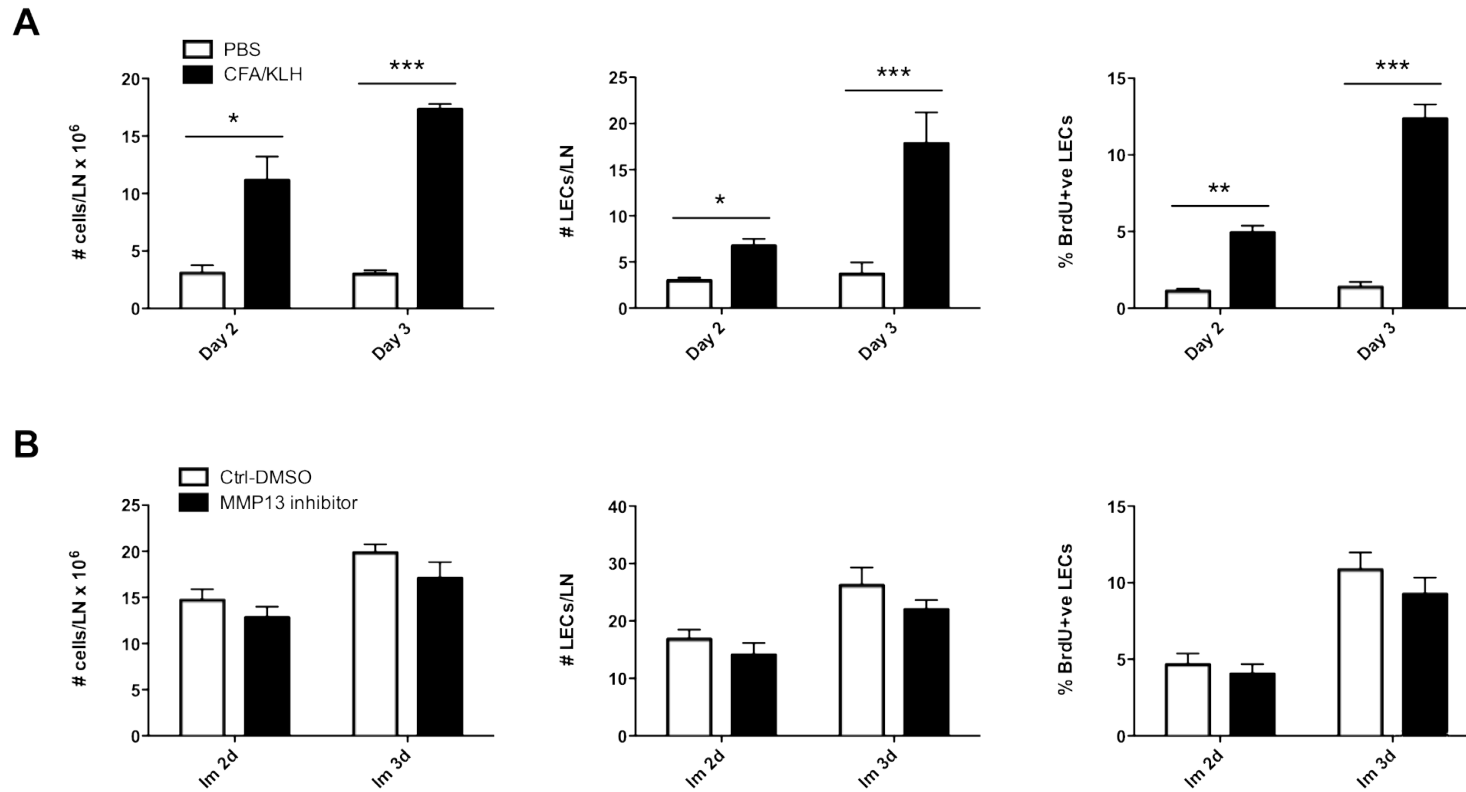 A
PBS
CFA/KLH
# cells/LN x 10⁶
20
15
10
5
0
*
***
Day 2
Day 3
# LECs/LN
25
20
15
10
5
0
*
***
Day 2
Day 3
% BrdU+ve LECs
15
10
5
0
**
***
Day 2
Day 3
B
Ctrl-DMSO
MMP13 inhibitor
# cells/LN x 10⁶
25
20
15
10
5
0
Im 2d
Im 3d
# LECs/LN
40
30
20
10
0
Im 2d
Im 3d
% BrdU+ve LECs
15
10
5
0
Im 2d
Im 3d